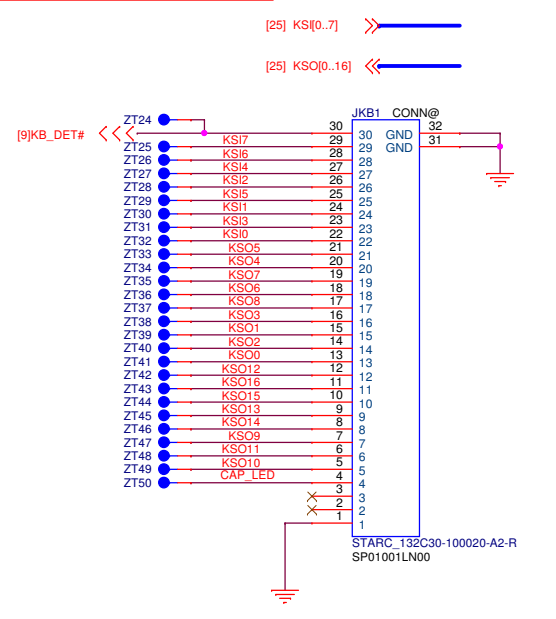 [25] KSI[0..7]
[25] KSO[0..16]
JKB1 CONN@
ZT24
[9]KB_DET# 30 30 GND 32
ZT25 KSI7 29 29 GND 31
ZT26 KSI6 28 28
ZT27 KSI4 27 27
ZT28 KSI2 26 26
ZT29 KSI5 25 25
ZT30 KSI1 24 24
ZT31 KSI3 23 23
ZT32 KSI0 22 22
ZT33 KSO5 21 21
ZT34 KSO4 20 20
ZT35 KSO7 19 19
ZT36 KSO6 18 18
ZT37 KSO8 17 17
ZT38 KSO3 16 16
ZT39 KSO1 15 15
ZT40 KSO2 14 14
ZT41 KSO0 13 13
ZT42 KSO12 12 12
ZT43 KSO16 11 11
ZT44 KSO15 10 10
ZT45 KSO13 9 9
ZT46 KSO14 8 8
ZT47 KSO9 7 7
ZT48 KSO11 6 6
ZT49 KSO10 5 5
ZT50 CAP_LED 4 4
3 3
2 2
1 1
STARC_132C30-100020-A2-R
SP01001LN00